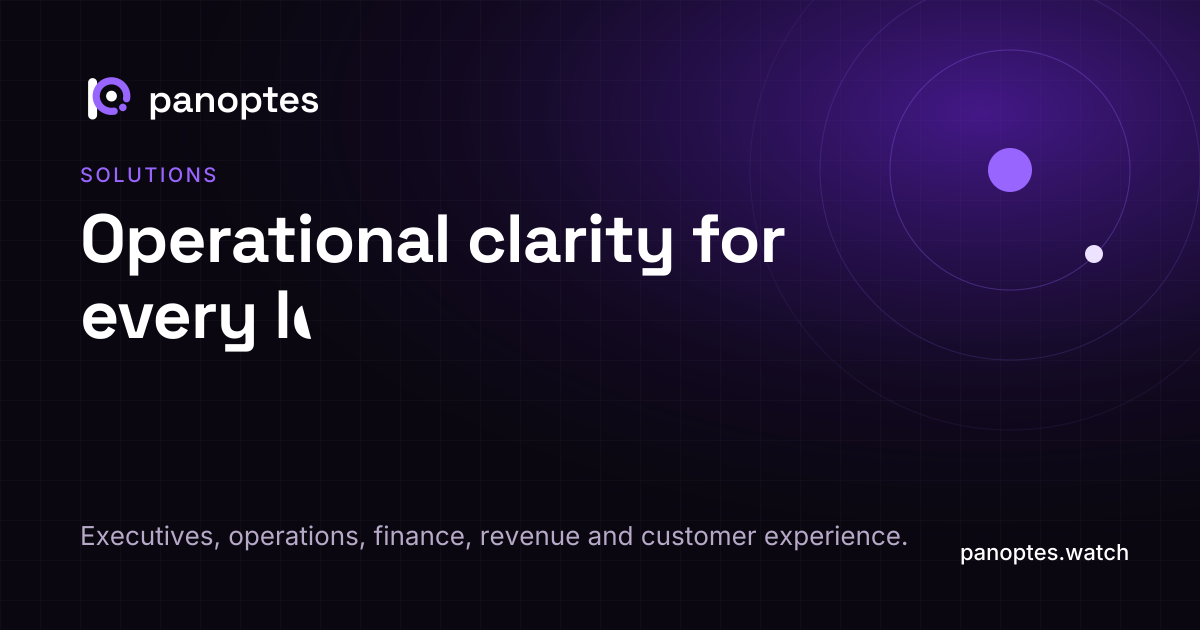 panoptes
SOLUTIONS
Operational clarity for
every
Executives, operations, finance, revenue and customer experience.
panoptes.watch